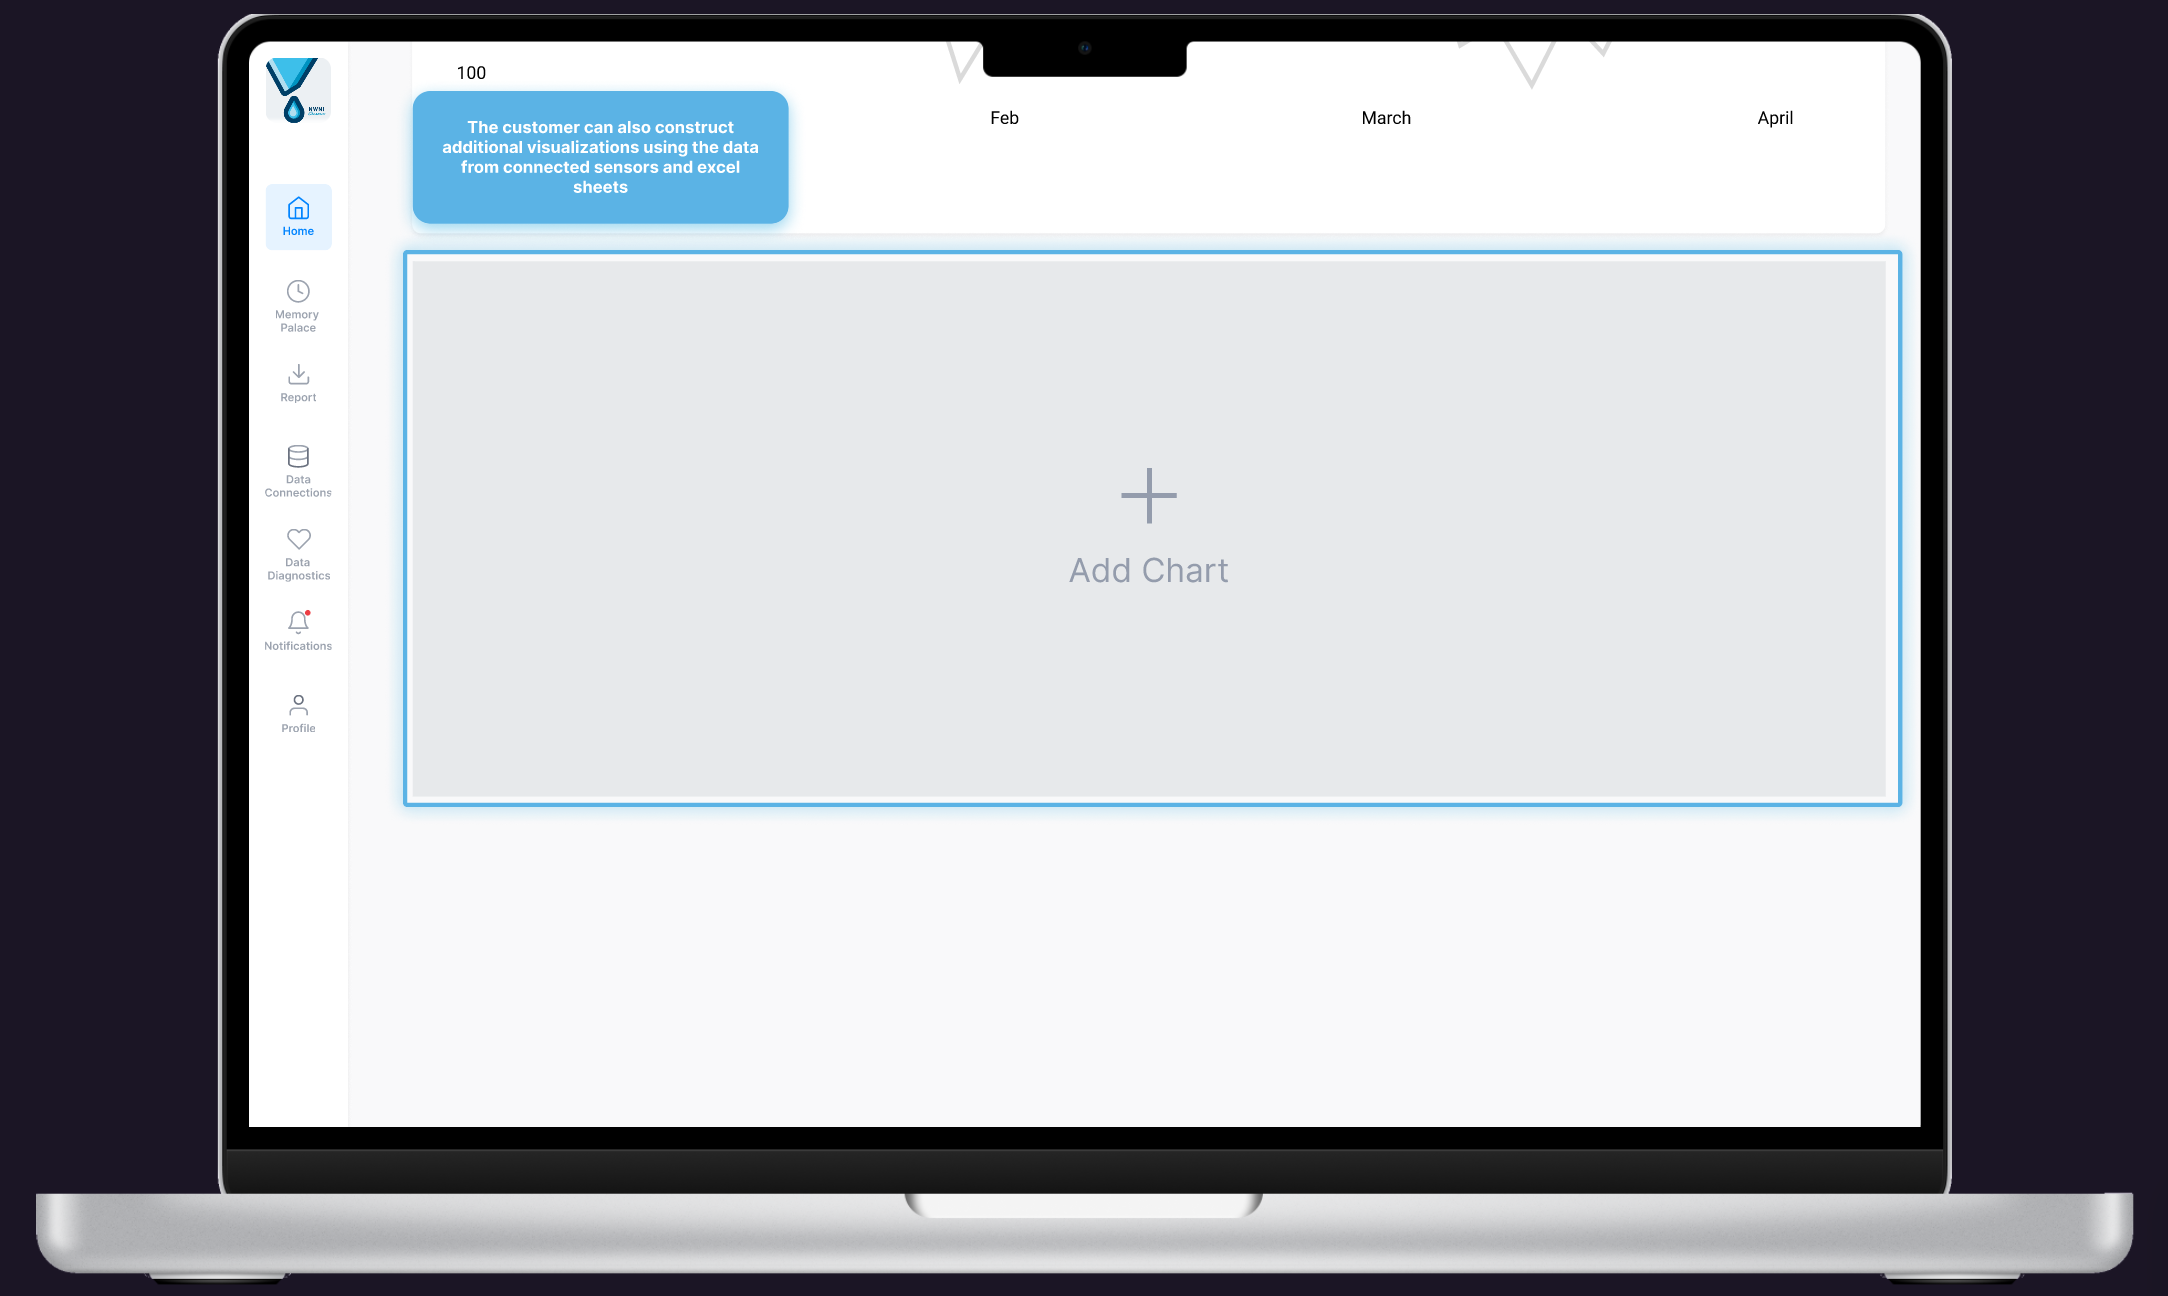 NWNI
100
Feb
March
April
The customer can also construct
additional visualizations using the data
from connected sensors and excel
sheets
Home
Memory
Palace
Report
Data
Connections
Data
Diagnostics
Notifications
Profile
Add Chart